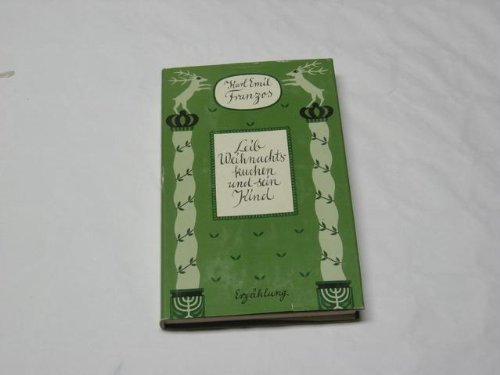 Karl Emil
Franzos
Leib
Weihnachts
kuchen
und sein
Kind
Erzählung